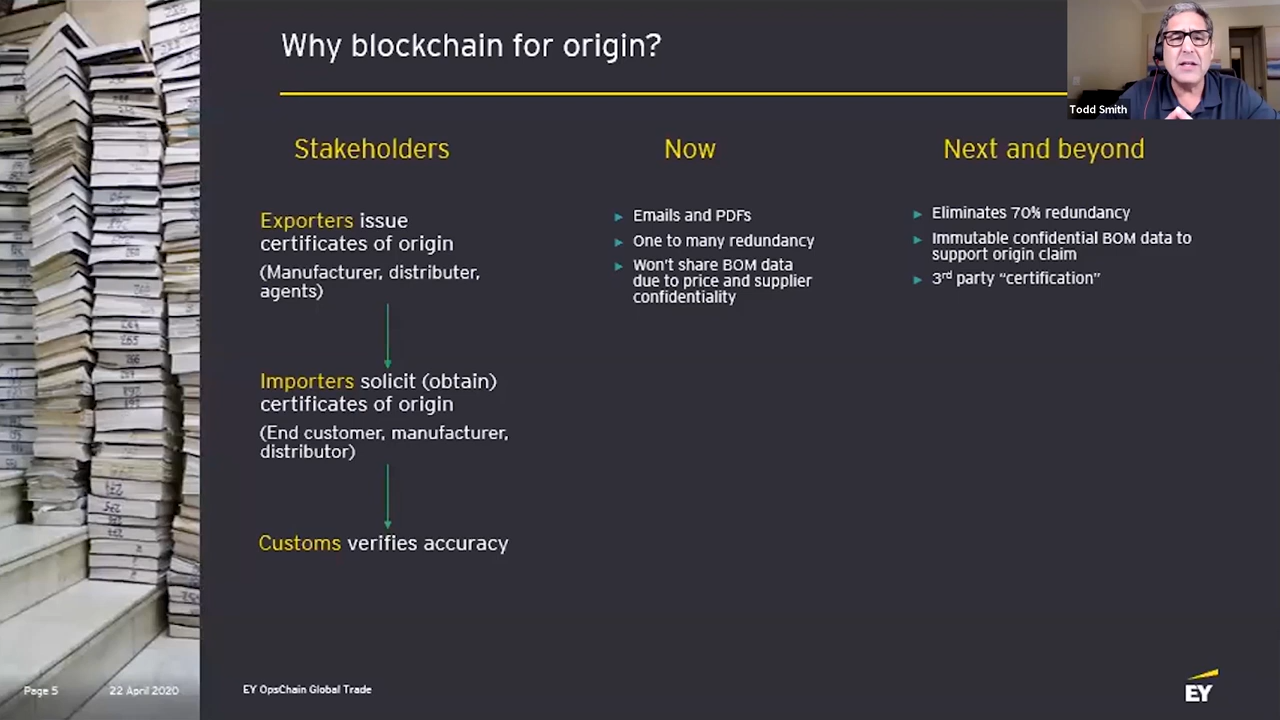 Why blockchain for origin?
Todd Smith
Stakeholders
Exporters issue
certificates of origin
(Manufacturer, distributer,
agents)
Importers solicit (obtain)
certificates of origin
(End customer, manufacturer,
distributor)
Customs verifies accuracy
Now
► Emails and PDFs
► One to many redundancy
► Won't share BOM data
due to price and supplier
confidentiality
Next and beyond
► Eliminates 70% redundancy
► Immutable confidential BOM data to
support origin claim
► 3rd party “certification”
Page 5
22 April 2020
EY OpsChain Global Trade
EY